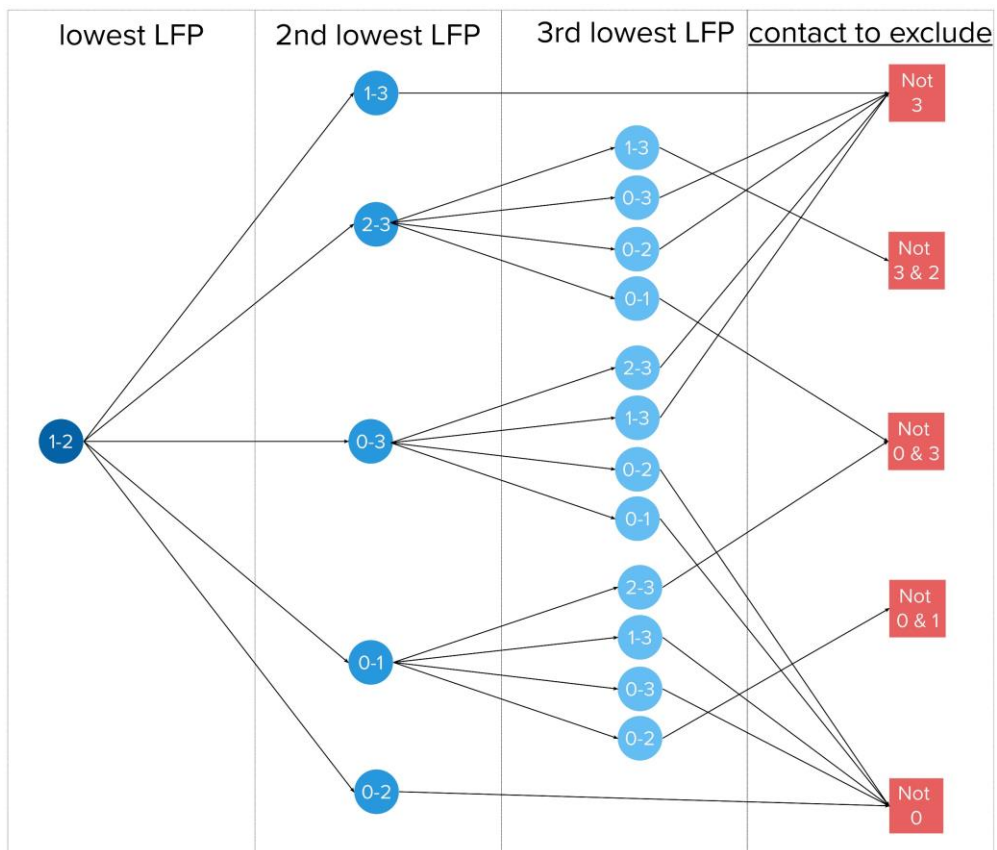 lowest LFP
2nd lowest LFP
3rd lowest LFP
contact to exclude
1-2
1-3
2-3
0-3
0-1
0-2
1-3
0-3
0-2
0-1
2-3
1-3
0-2
0-1
2-3
1-3
0-3
0-2
Not
3
Not
3 & 2
Not
0 & 3
Not
0 & 1
Not
0